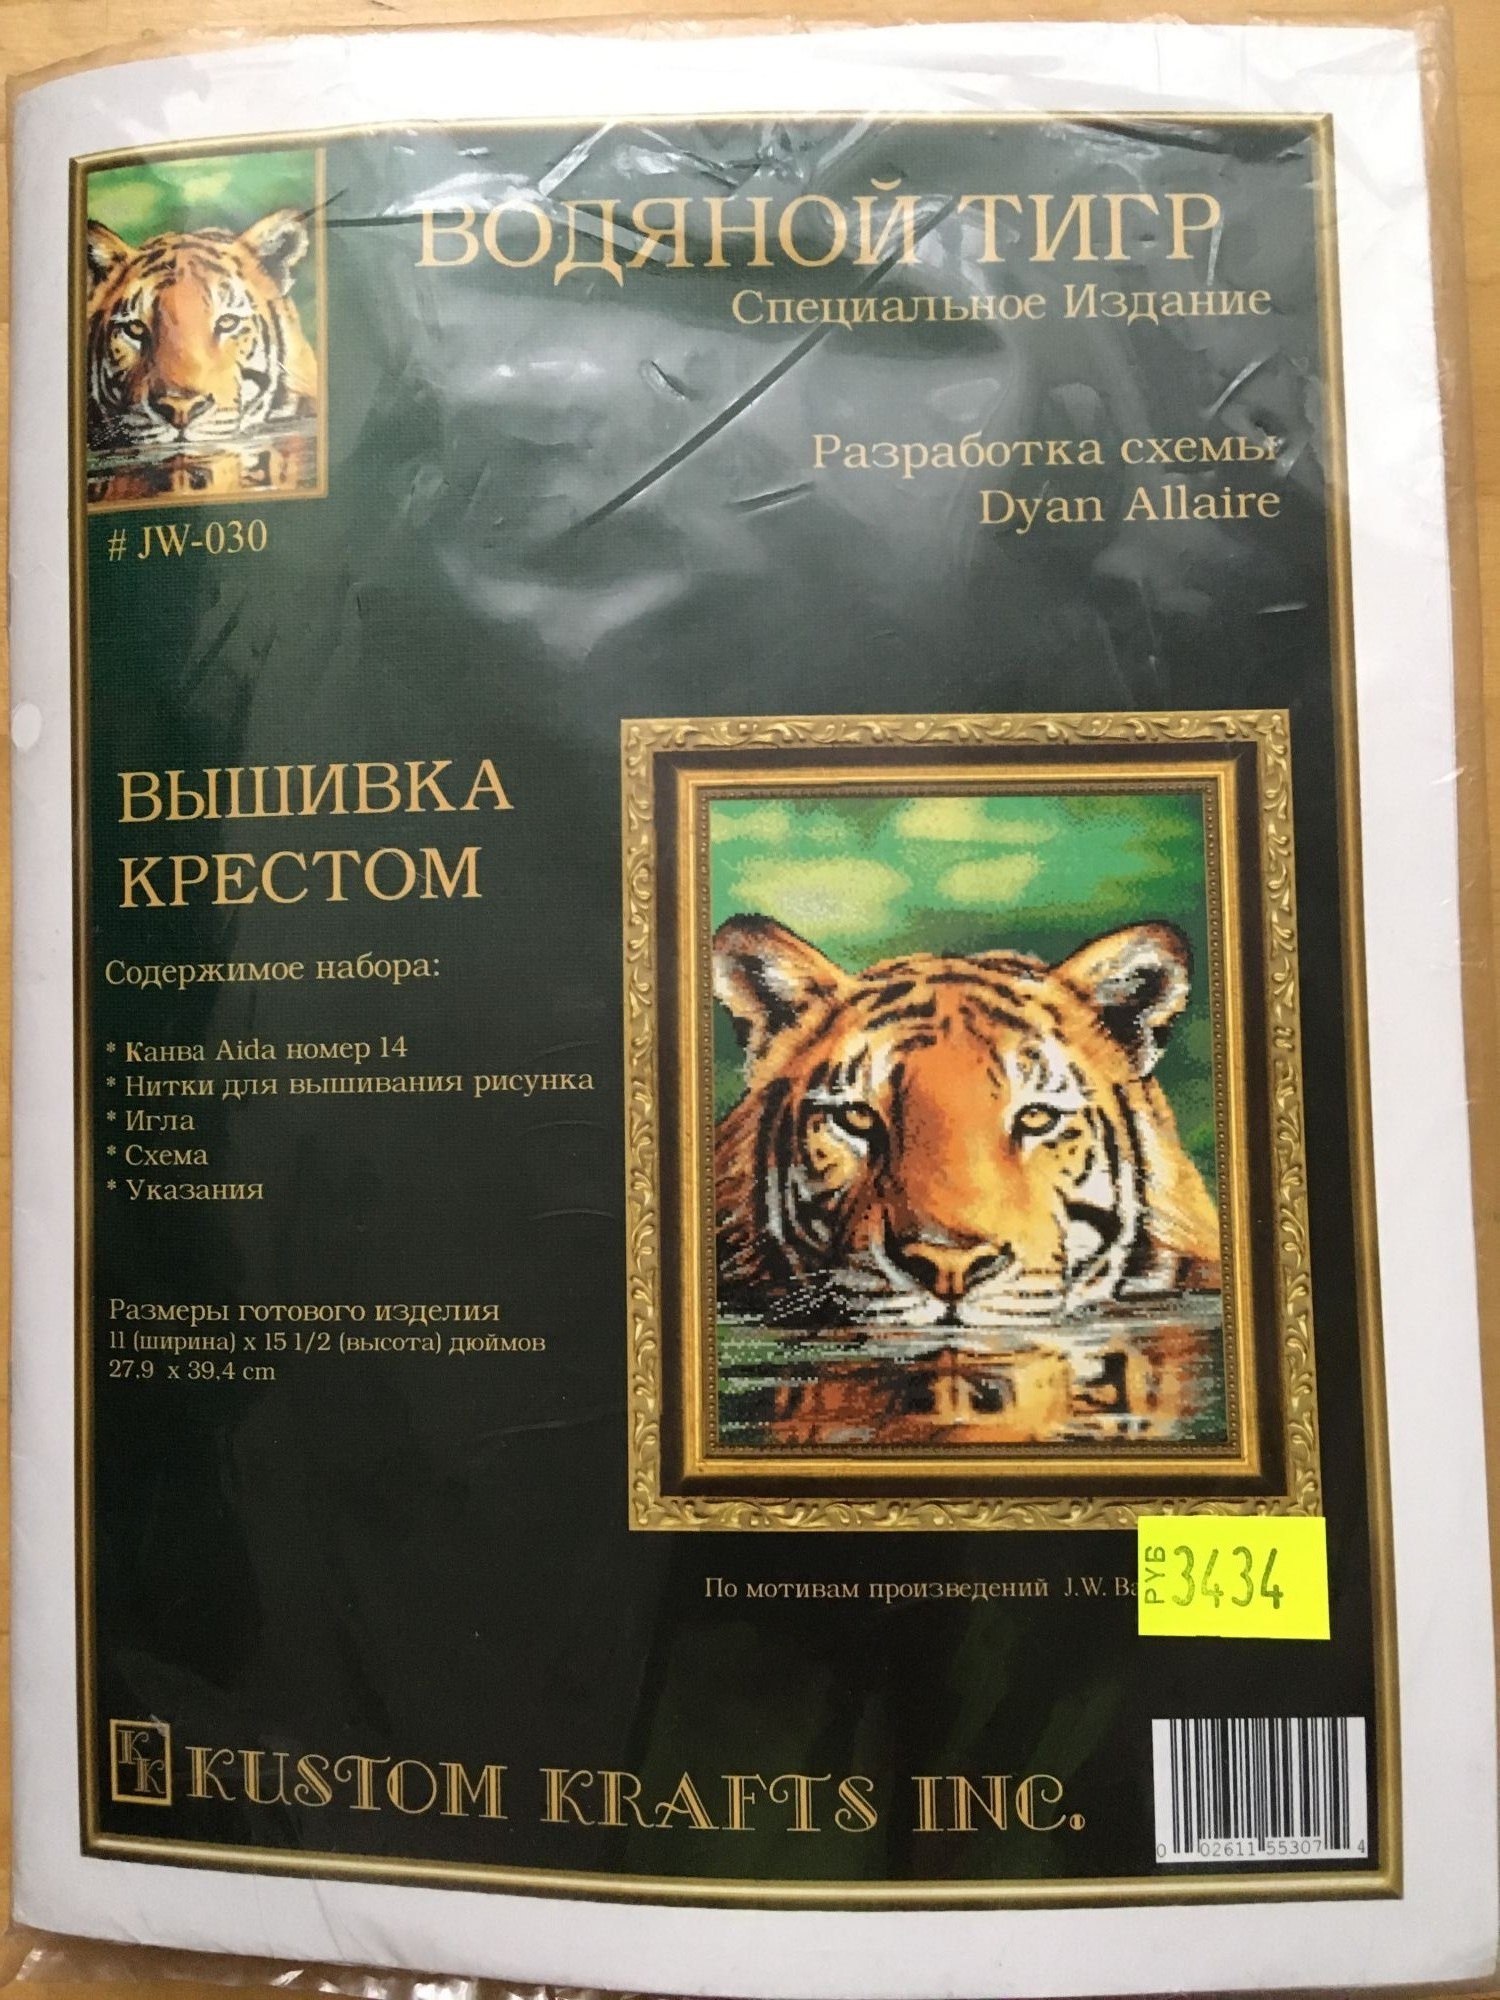 ВОДЯНОЙ ТИГР
Специальное Издание
Разработка схемы
Dyan Allaire
# JW-030
ВЫШИВКА
КРЕСТОМ
Содержимое набора:
* Канва Aida номер 14
* Нитки для вышивания рисунка
* Игла
* Схема
* Указания
Размеры готового изделия
11 (ширина) x 15 1/2 (высота) дюймов
27.9 x 39.4 cm
По мотивам произведений J.W.
РУБ 3434
KK KUSTOM KRAFTS INC.
0 02611 55307 4